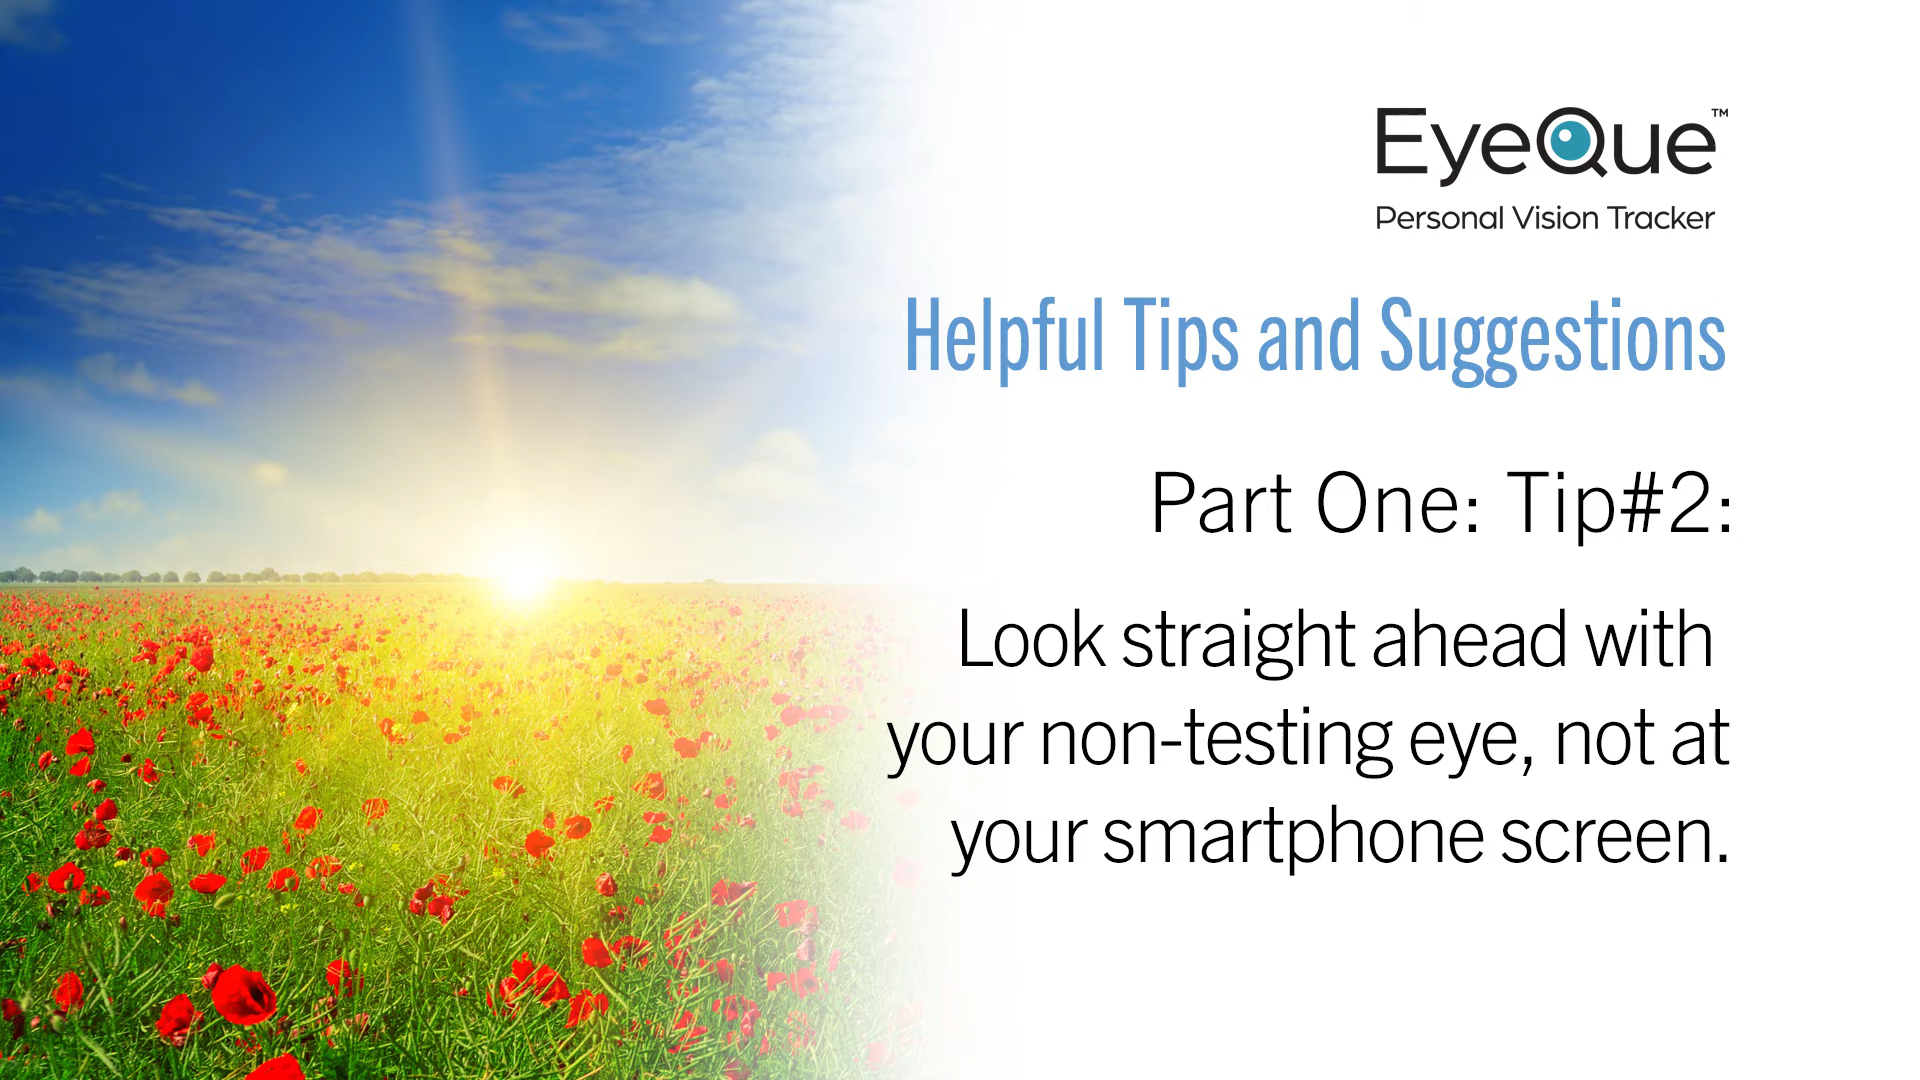 EyeQue™
Personal Vision Tracker
Helpful Tips and Suggestions
Part One: Tip#2:
Look straight ahead with
your non-testing eye, not at
your smartphone screen.